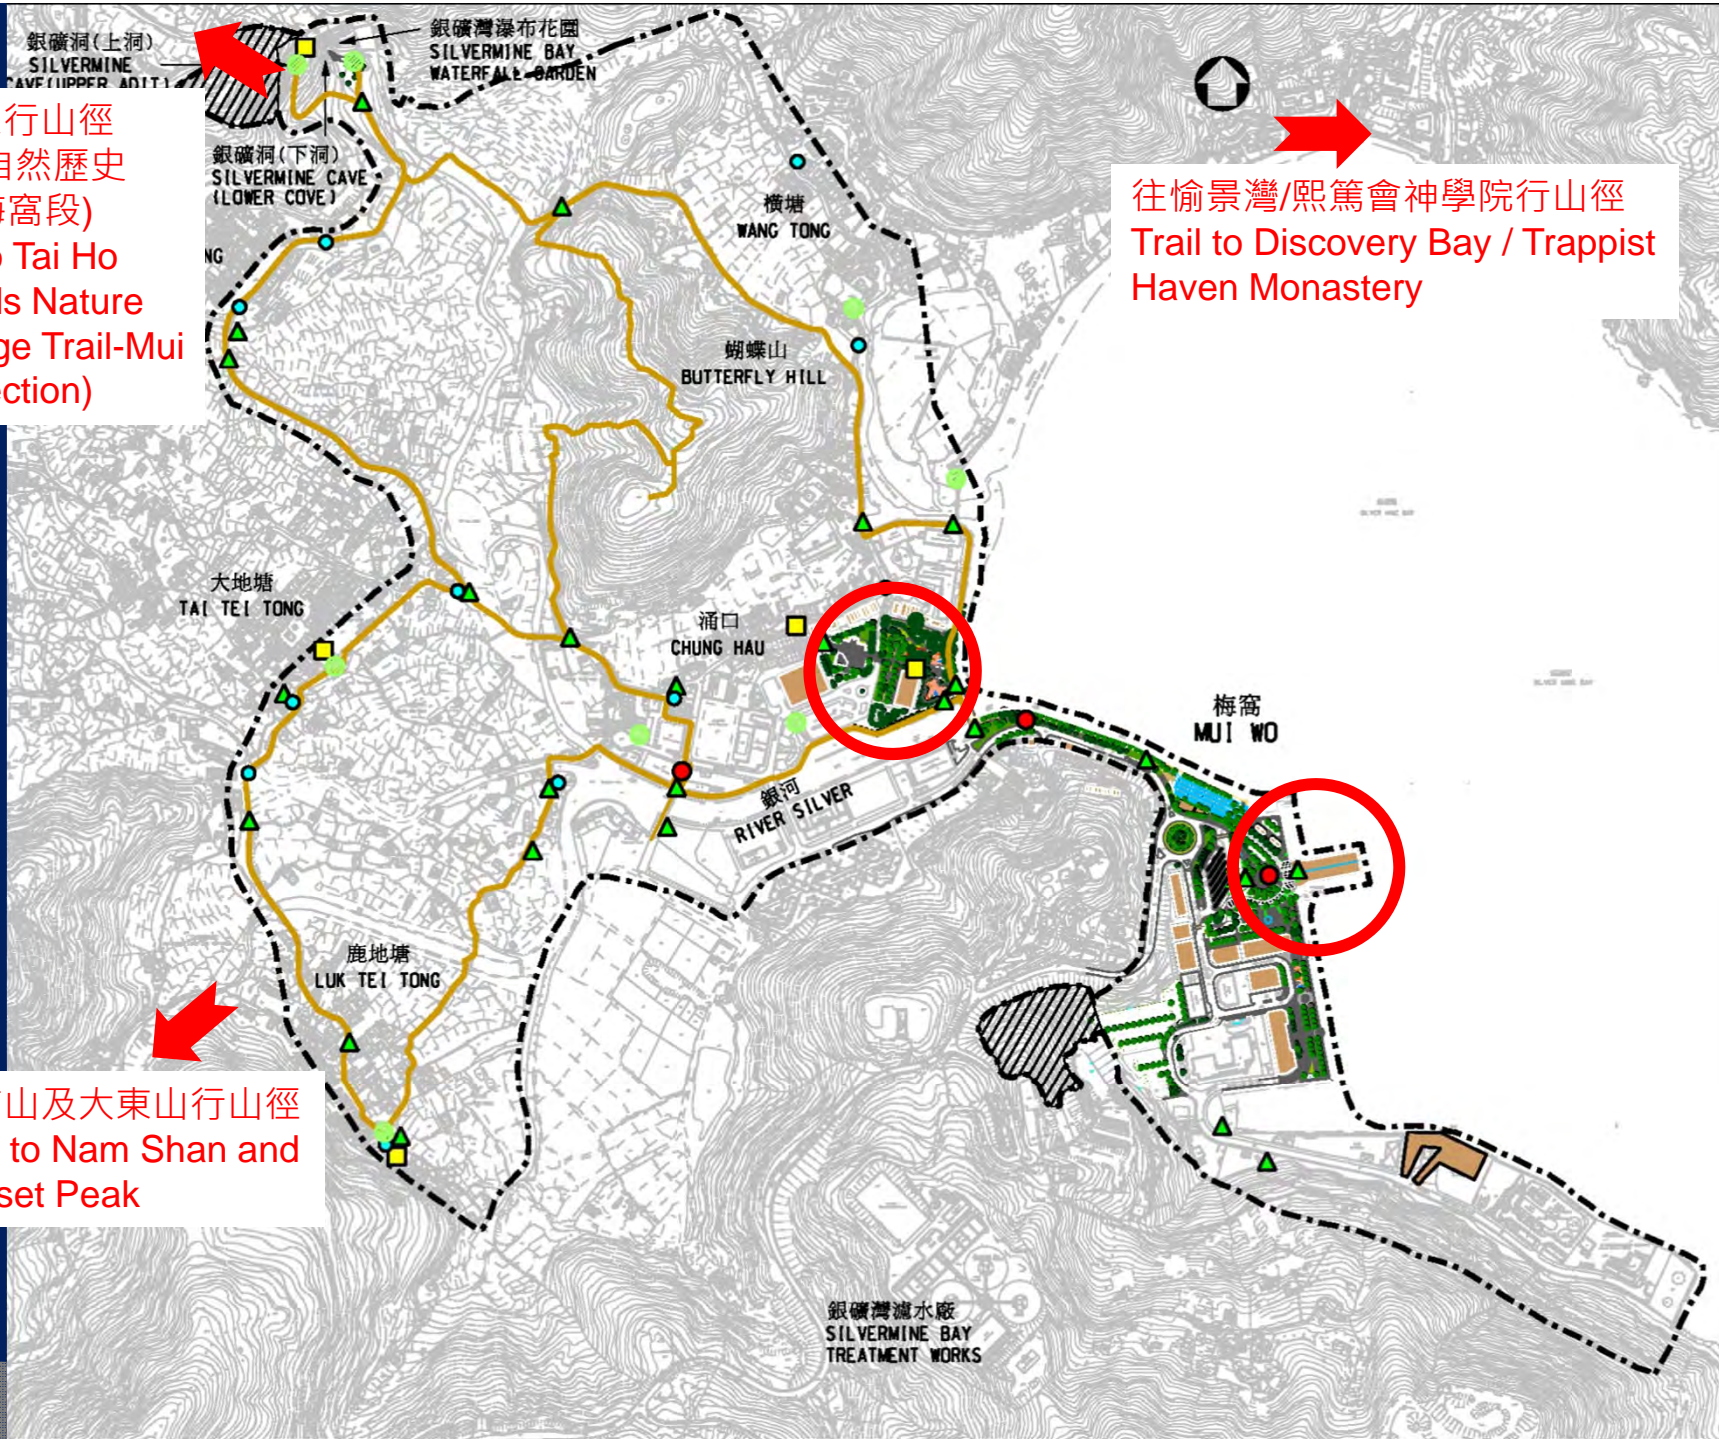 銀礦洞(上洞)
SILVERMINE
CAVE(UPPER ADIT)
銀礦灣瀑布花園
SILVERMINE BAY
WATERFALL GARDEN
行山徑
自然歷史
梅窩段)
Tai Ho
ls Nature
ge Trail-Mui
ection)
銀礦洞(下洞)
SILVERMINE CAVE
(LOWER COVE)
NG
橫塘
WANG TONG
往愉景灣/熙篤會神學院行山徑
Trail to Discovery Bay / Trappist
Haven Monastery
蝴蝶山
BUTTERFLY HILL
大地塘
TAI TEI TONG
涌口
CHUNG HAU
梅窩
MUI WO
銀河
RIVER SILVER
鹿地塘
LUK TEI TONG
山及大東山行山徑
to Nam Shan and
set Peak
銀礦灣濾水廠
SILVERMINE BAY
TREATMENT WORKS